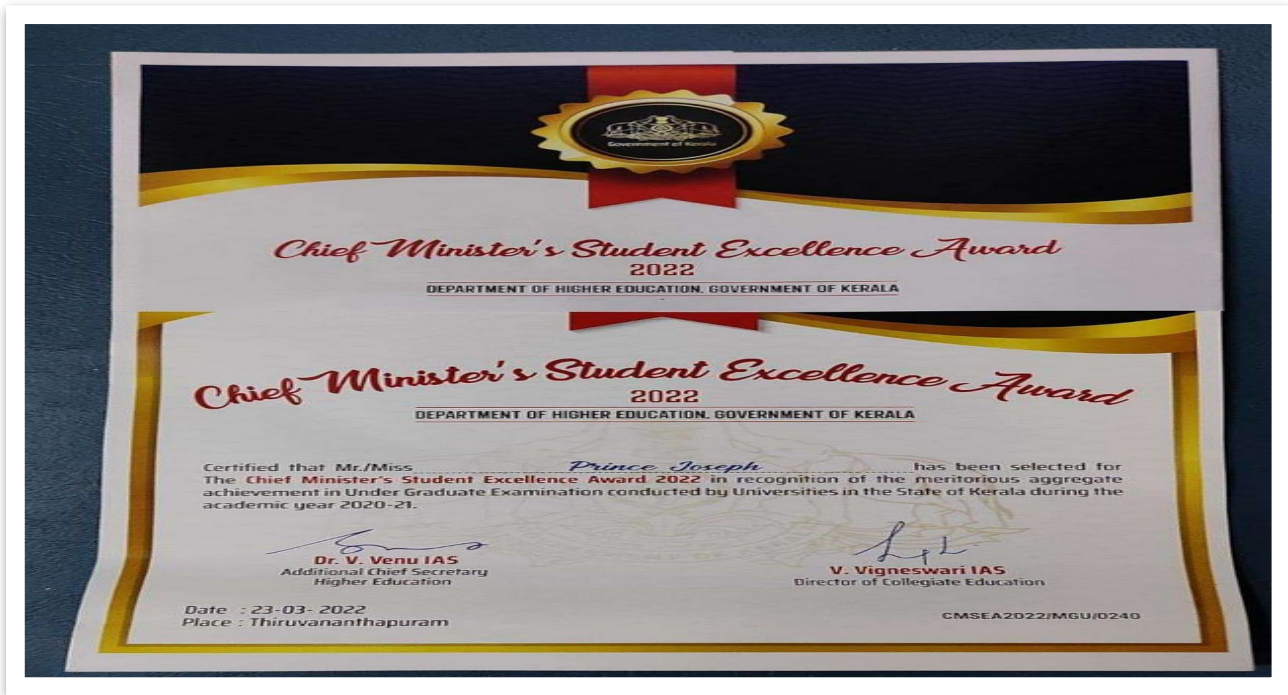 Government of Kerala
Chief Minister's Student Excellence Award
2022
DEPARTMENT OF HIGHER EDUCATION, GOVERNMENT OF KERALA
Chief Minister's Student Excellence Award
2022
DEPARTMENT OF HIGHER EDUCATION, GOVERNMENT OF KERALA
Certified that Mr./Miss Prince Joseph has been selected for
The Chief Minister's Student Excellence Award 2022 in recognition of the meritorious aggregate
achievement in Under Graduate Examination conducted by Universities in the State of Kerala during the
academic year 2020-21.
Dr. V. Venu IAS
Additional Chief Secretary
Higher Education
V. Vigneswari IAS
Director of Collegiate Education
Date : 23-03- 2022
Place : Thiruvananthapuram
CMSEA2022/MGU/0240